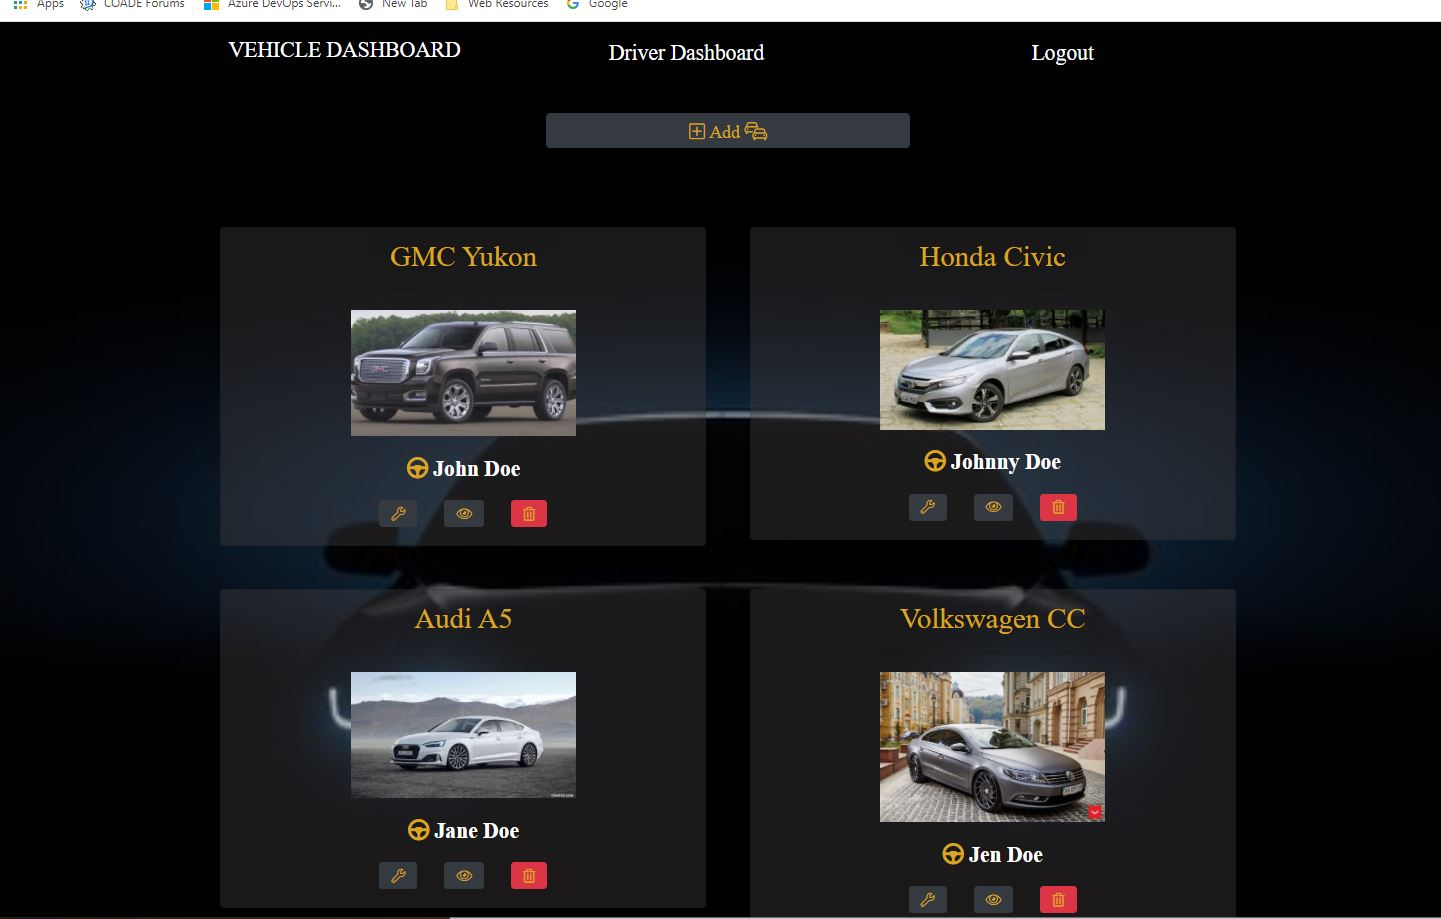 Apps COADE Forums Azure DevOps Servi... New Tab Web Resources Google
VEHICLE DASHBOARD Driver Dashboard Logout
Add
GMC Yukon
Honda Civic
John Doe
Johnny Doe
Audi A5
Volkswagen CC
Jane Doe
Jen Doe